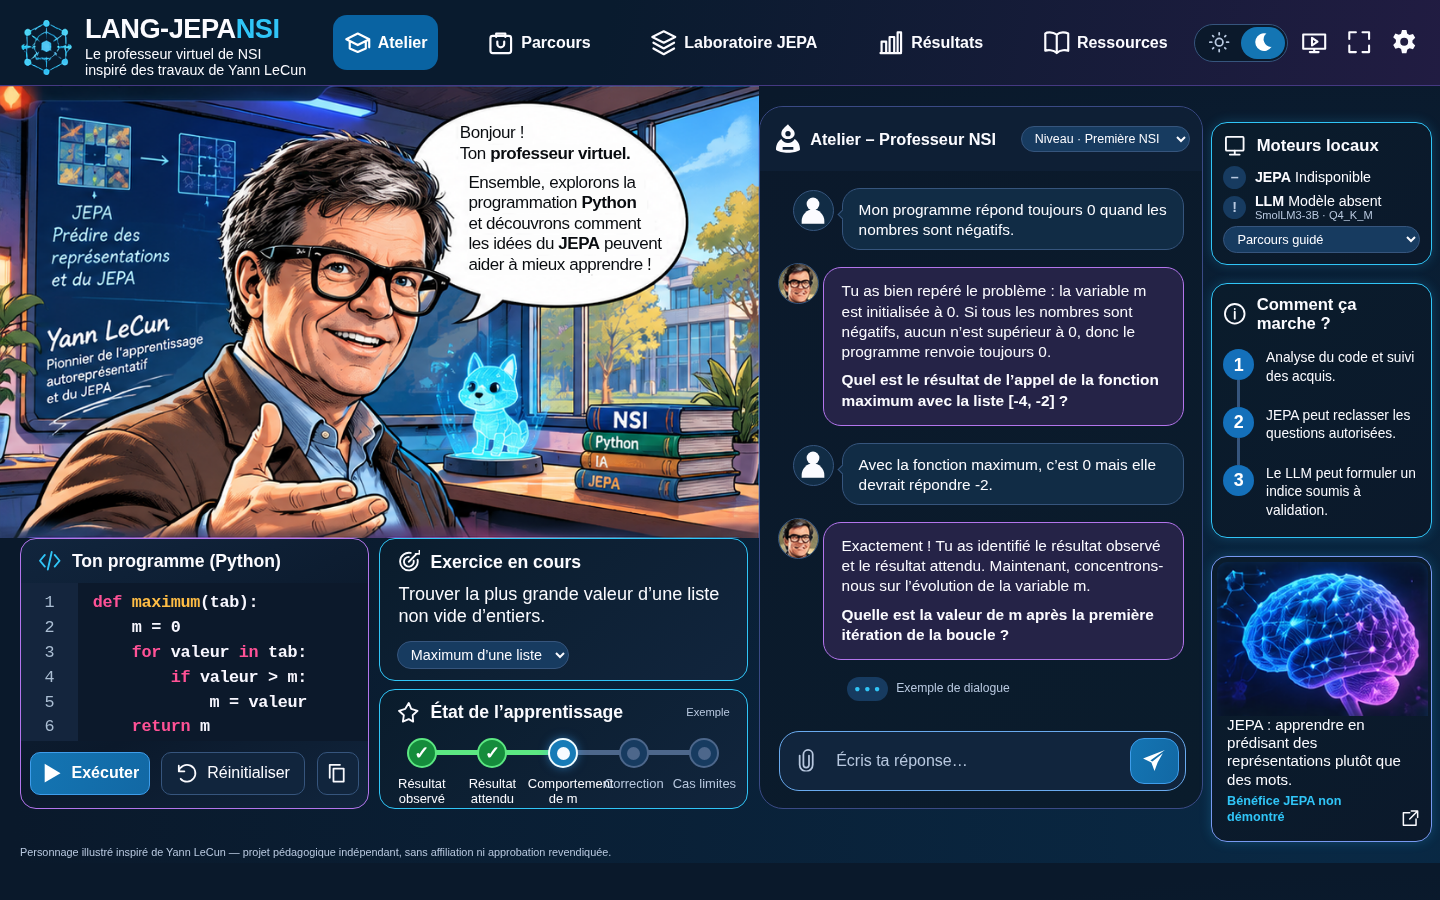 LANG-JEPANSI
Le professeur virtuel de NSI
inspiré des travaux de Yann LeCun
Atelier
Parcours
Laboratoire JEPA
Résultats
Ressources
JEPA
Prédire des
représentations
et du JEPA
Yann LeCun
Pionnier de l'apprentissage
autoreprésentatif
et du JEPA
Bonjour !
Ton professeur virtuel.
Ensemble, explorons la
programmation Python
et découvrons comment
les idées du JEPA peuvent
aider à mieux apprendre !
NSI
Python
IA
JEPA
Ton programme (Python)
1 def maximum(tab):
2 m = 0
3 for valeur in tab:
4 if valeur > m:
5 m = valeur
6 return m
Exécuter
Réinitialiser
Exercice en cours
Trouver la plus grande valeur d’une liste
non vide d’entiers.
Maximum d’une liste
État de l’apprentissage
Exemple
Résultat
observé
Résultat
attendu
Comportement
de m
Correction
Cas limites
Atelier – Professeur NSI
Niveau · Première NSI
Mon programme répond toujours 0 quand les
nombres sont négatifs.
Tu as bien repéré le problème : la variable m
est initialisée à 0. Si tous les nombres sont
négatifs, aucun n’est supérieur à 0, donc le
programme renvoie toujours 0.
Quel est le résultat de l’appel de la fonction
maximum avec la liste [-4, -2] ?
Avec la fonction maximum, c’est 0 mais elle
devrait répondre -2.
Exactement ! Tu as identifié le résultat observé
et le résultat attendu. Maintenant, concentrons-
nous sur l’évolution de la variable m.
Quelle est la valeur de m après la première
itération de la boucle ?
Exemple de dialogue
Écris ta réponse…
Moteurs locaux
JEPA Indisponible
LLM Modèle absent
SmolLM3-3B · Q4_K_M
Parcours guidé
Comment ça
marche ?
1
Analyse du code et suivi
des acquis.
2
JEPA peut reclasser les
questions autorisées.
3
Le LLM peut formuler un
indice soumis à
validation.
JEPA : apprendre en
prédisant des
représentations plutôt que
des mots.
Bénéfice JEPA non
démontré
Personnage illustré inspiré de Yann LeCun — projet pédagogique indépendant, sans affiliation ni approbation revendiquée.